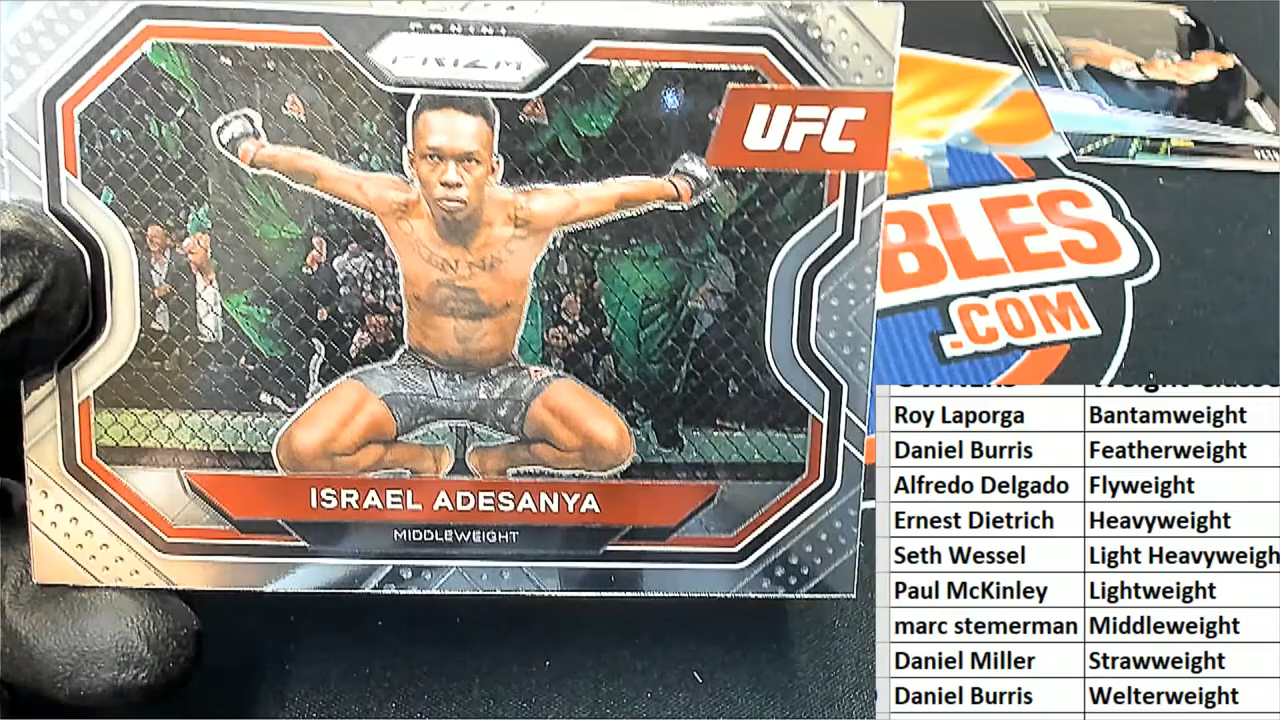 PANINI
PRIZM
UFC
ISRAEL ADESANYA
MIDDLEWEIGHT
BLES
.COM
Roy Laporga Bantamweight
Daniel Burris Featherweight
Alfredo Delgado Flyweight
Ernest Dietrich Heavyweight
Seth Wessel Light Heavyweigh
Paul McKinley Lightweight
marc stemerman Middleweight
Daniel Miller Strawweight
Daniel Burris Welterweight